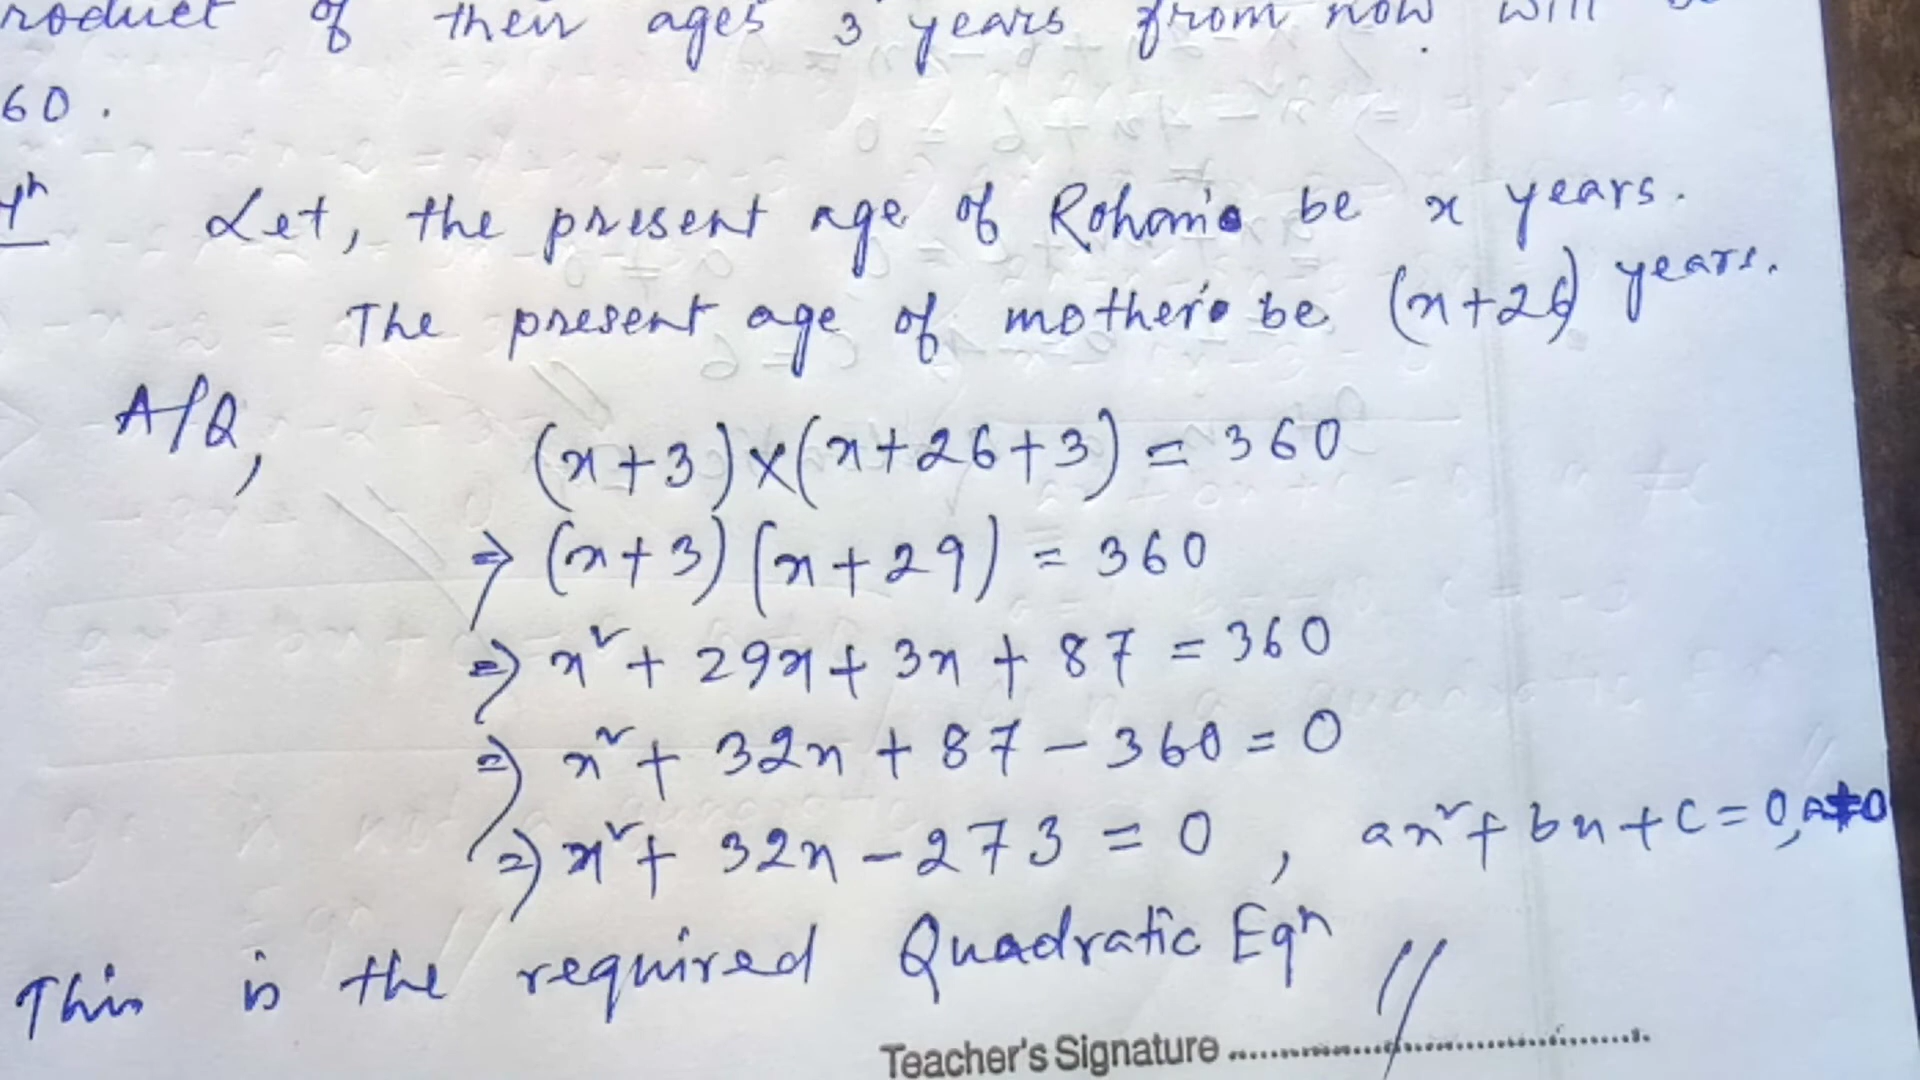 roduct of their ages 3 years from now will
60.
Let, the present age of Rohan's be x years.
The present age of mother's be (x+26) years.
A/Q, (x+3)×(x+26+3) = 360
⇒ (x+3)(x+29) = 360
⇒ x² + 29x + 3x + 87 = 360
⇒ x² + 32x + 87 - 360 = 0
⇒ x² + 32x - 273 = 0, ax² + bx + c = 0, a≠0
This is the required Quadratic Eqn //
Teacher's Signature